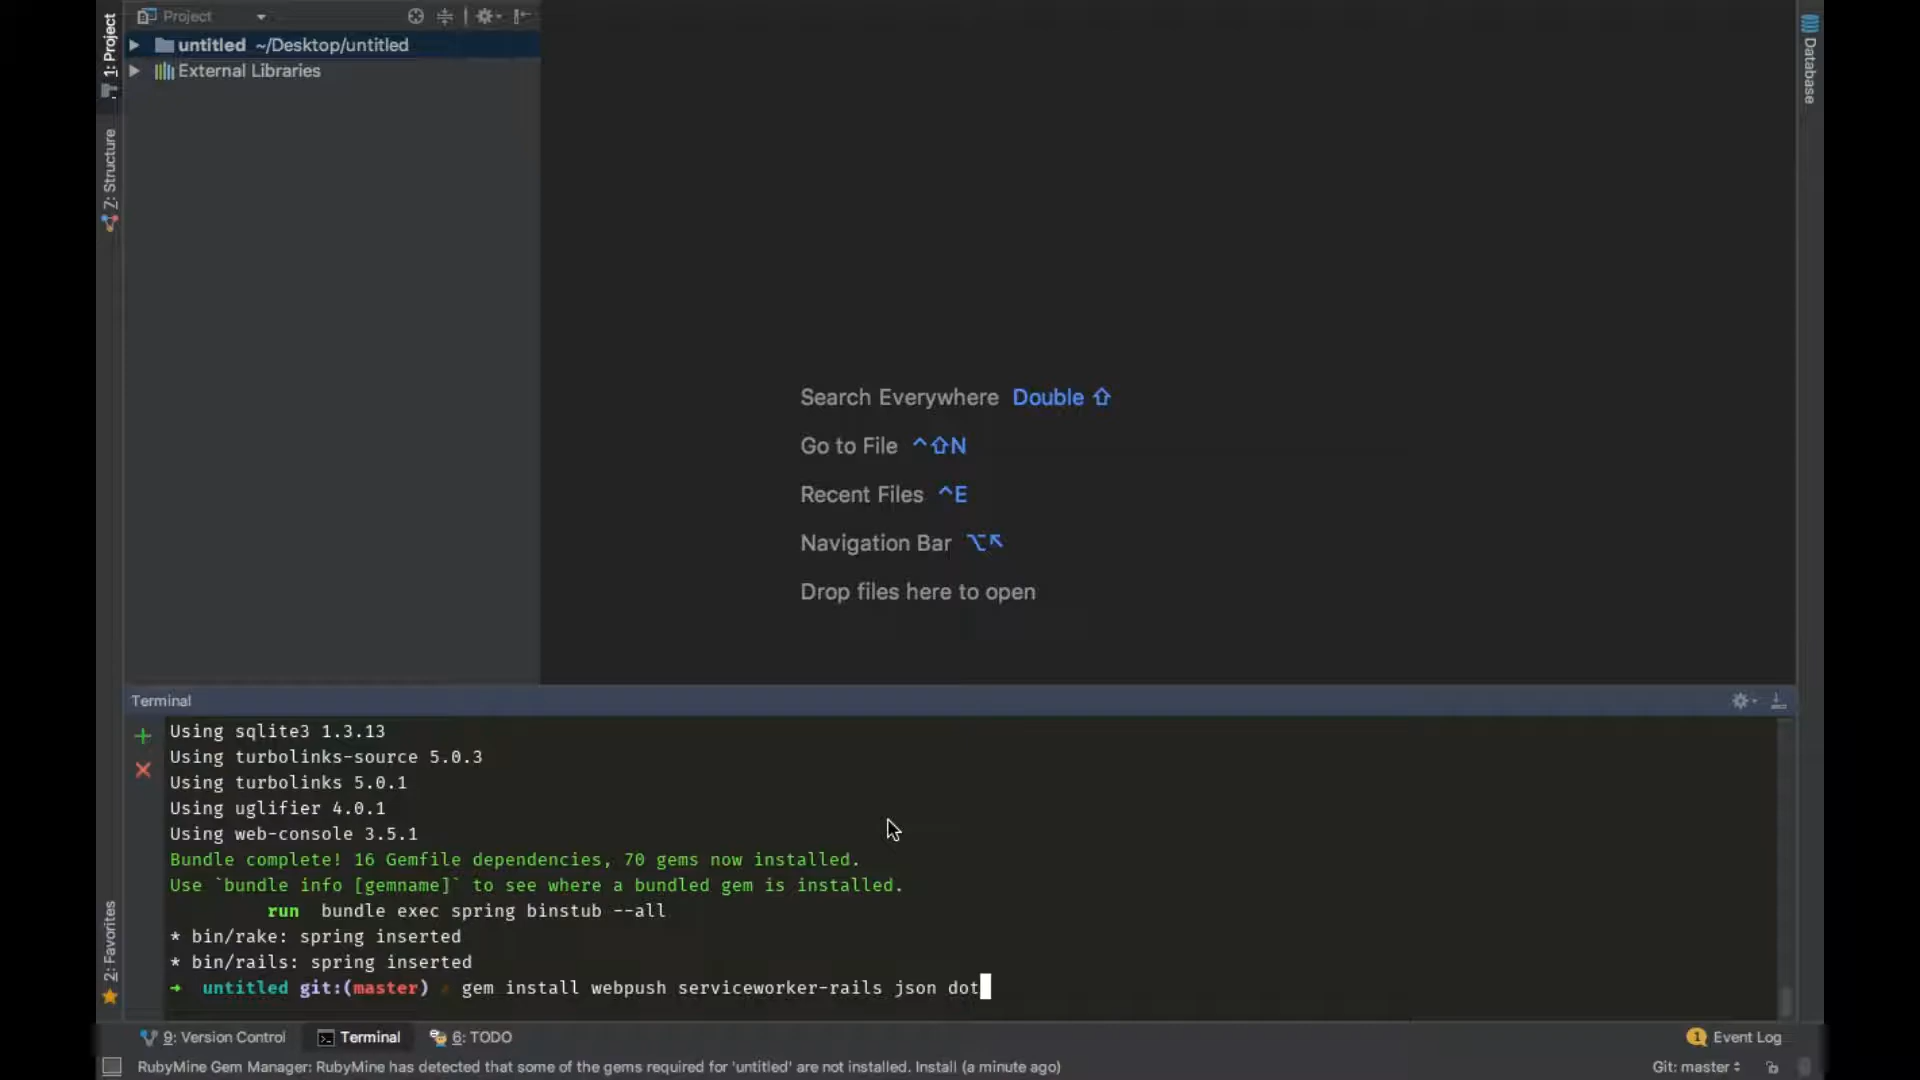 Project
untitled ~/Desktop/untitled
External Libraries
1: Project
Z: Structure
2: Favorites
Database
Search Everywhere Double ⇧
Go to File ^⇧N
Recent Files ^E
Navigation Bar ⌥↖
Drop files here to open
Terminal
Using sqlite3 1.3.13
Using turbolinks-source 5.0.3
Using turbolinks 5.0.1
Using uglifier 4.0.1
Using web-console 3.5.1
Bundle complete! 16 Gemfile dependencies, 70 gems now installed.
Use `bundle info [gemname]` to see where a bundled gem is installed.
run bundle exec spring binstub --all
* bin/rake: spring inserted
* bin/rails: spring inserted
→ untitled git:(master) gem install webpush serviceworker-rails json dot
9: Version Control Terminal 6: TODO 1 Event Log
RubyMine Gem Manager: RubyMine has detected that some of the gems required for 'untitled' are not installed. Install (a minute ago) Git: master